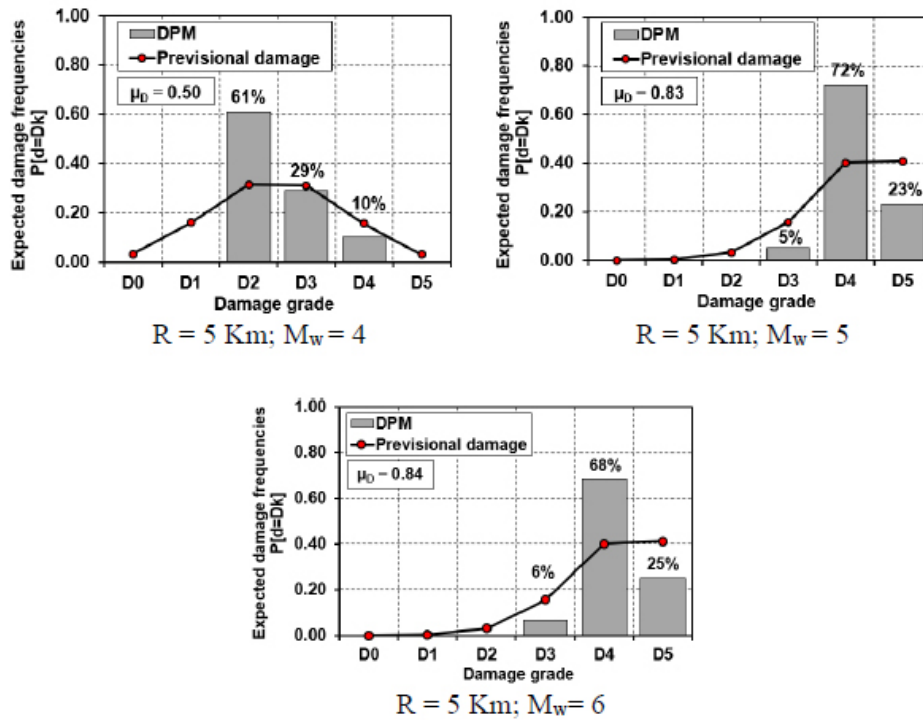 1.00
DPM
Previsional damage
0.80
μD = 0.50
61%
0.60
0.40
29%
0.20
10%
0.00
D0 D1 D2 D3 D4 D5
Damage grade
Expected damage frequencies
P[d=Dk]
R = 5 Km; Mw = 4
1.00
DPM
Previsional damage
0.80
72%
μD – 0.83
0.60
0.40
23%
0.20
5%
0.00
D0 D1 D2 D3 D4 D5
Damage grade
Expected damage frequencies
P[d=Dk]
R = 5 Km; Mw = 5
1.00
DPM
Previsional damage
0.80
μD – 0.84
68%
0.60
0.40
6%
25%
0.20
0.00
D0 D1 D2 D3 D4 D5
Damage grade
Expected damage frequencies
P[d=Dk]
R = 5 Km; Mw= 6